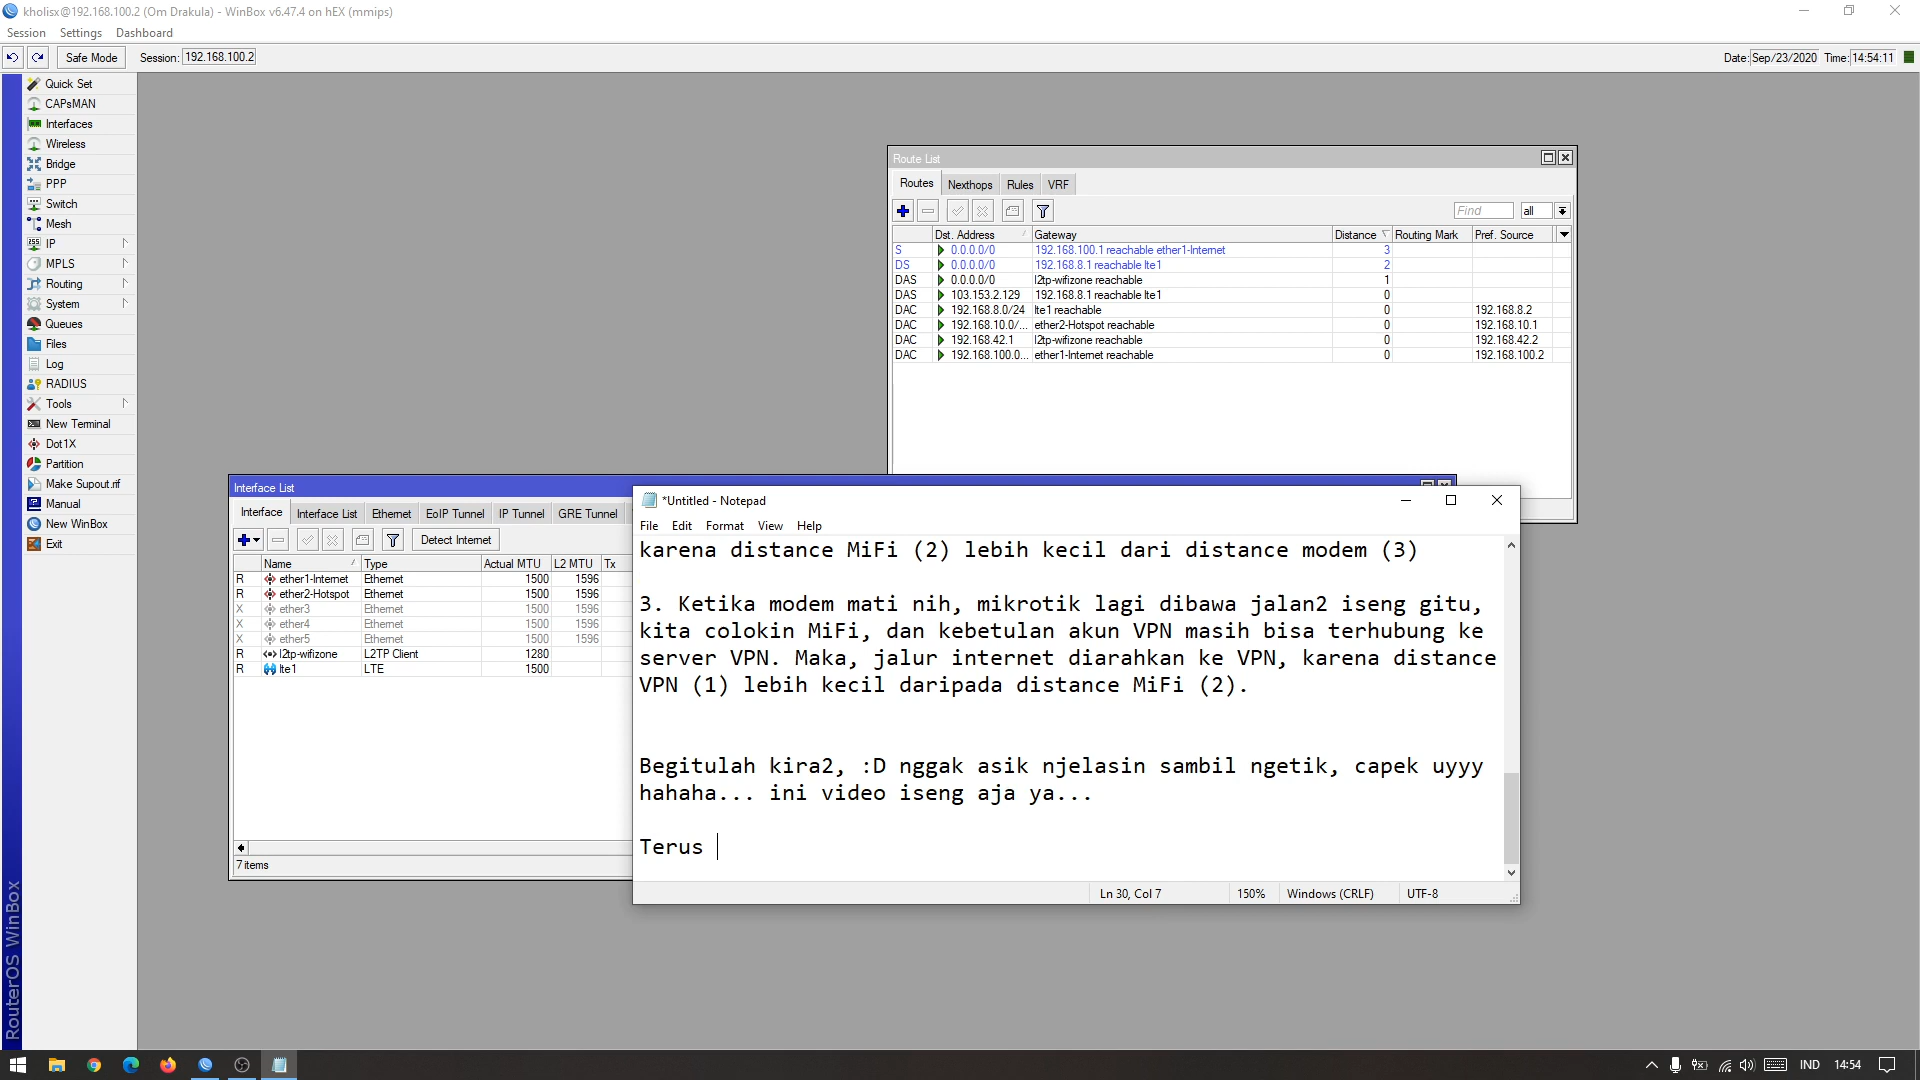 kholisx@192.168.100.2 (Om Drakula) - WinBox v6.47.4 on hEX (mmips)
Session Settings Dashboard
Safe Mode Session: 192.168.100.2 Date: Sep/23/2020 Time: 14:54:11
Quick Set
CAPsMAN
Interfaces
Wireless
Bridge
PPP
Switch
Mesh
IP
MPLS
Routing
System
Queues
Files
Log
RADIUS
Tools
New Terminal
Dot1X
Partition
Make Supout.rif
Manual
New WinBox
Exit
RouterOS WinBox
Route List
Routes Nexthops Rules VRF
Find all
Dst. Address Gateway Distance Routing Mark Pref. Source
S 0.0.0.0/0 192.168.100.1 reachable ether1-Internet 3
DS 0.0.0.0/0 192.168.8.1 reachable lte1 2
DAS 0.0.0.0/0 l2tp-wifizone reachable 1
DAS 103.153.2.129 192.168.8.1 reachable lte1 0
DAC 192.168.8.0/24 lte1 reachable 0 192.168.8.2
DAC 192.168.10.0/... ether2-Hotspot reachable 0 192.168.10.1
DAC 192.168.42.1 l2tp-wifizone reachable 0 192.168.42.2
DAC 192.168.100.0... ether1-Internet reachable 0 192.168.100.2
Interface List
Interface Interface List Ethernet EoIP Tunnel IP Tunnel GRE Tunnel
Detect Internet
Name Type Actual MTU L2 MTU Tx
R ether1-Internet Ethernet 1500 1596
R ether2-Hotspot Ethernet 1500 1596
X ether3 Ethernet 1500 1596
X ether4 Ethernet 1500 1596
X ether5 Ethernet 1500 1596
R l2tp-wifizone L2TP Client 1280
R lte1 LTE 1500
7 items
*Untitled - Notepad
File Edit Format View Help
karena distance MiFi (2) lebih kecil dari distance modem (3)
3. Ketika modem mati nih, mikrotik lagi dibawa jalan2 iseng gitu,
kita colokin MiFi, dan kebetulan akun VPN masih bisa terhubung ke
server VPN. Maka, jalur internet diarahkan ke VPN, karena distance
VPN (1) lebih kecil daripada distance MiFi (2).
Begitulah kira2, :D nggak asik njelasin sambil ngetik, capek uyyy
hahaha... ini video iseng aja ya...
Terus
Ln 30, Col 7 150% Windows (CRLF) UTF-8
IND 14:54